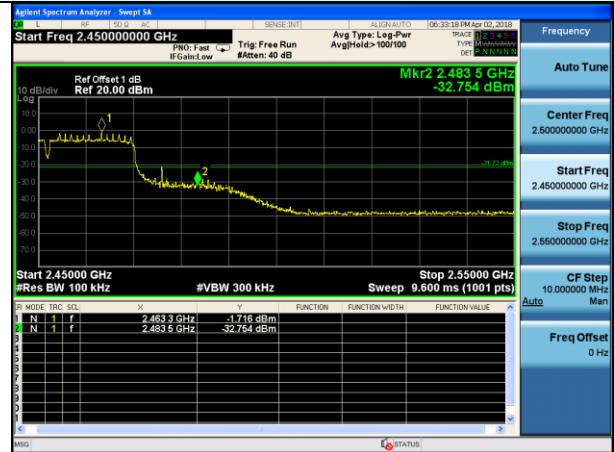 Agilent Spectrum Analyzer - Swept SA
L RF 50 Ω AC SENSE:INT ALIGN AUTO 06:33:18 PM Apr 02, 2018
Start Freq 2.450000000 GHz
PNO: Fast
IFGain:Low
Trig: Free Run
#Atten: 40 dB
Avg Type: Log-Pwr
Avg|Hold:>100/100
TRACE 1 2 3 4 5 6
TYPE
DET P N N N N N
Frequency
Auto Tune
Center Freq
2.500000000 GHz
Start Freq
2.450000000 GHz
Stop Freq
2.550000000 GHz
CF Step
10.000000 MHz
Auto Man
Freq Offset
0 Hz
Mkr2 2.483 5 GHz
-32.754 dBm
Ref Offset 1 dB
10 dB/div Ref 20.00 dBm
Log
10.0
0.00
-10.0
-20.0
-30.0
-40.0
-50.0
-60.0
-70.0
1
2
-21.72 dBm
Start 2.45000 GHz Stop 2.55000 GHz
#Res BW 100 kHz #VBW 300 kHz Sweep 9.600 ms (1001 pts)
MODE TRC SCL X Y FUNCTION FUNCTION WIDTH FUNCTION VALUE
1 N 1 f 2.463 3 GHz -1.716 dBm
2 N 1 f 2.483 5 GHz -32.754 dBm
3
4
5
6
7
8
9
MSG STATUS